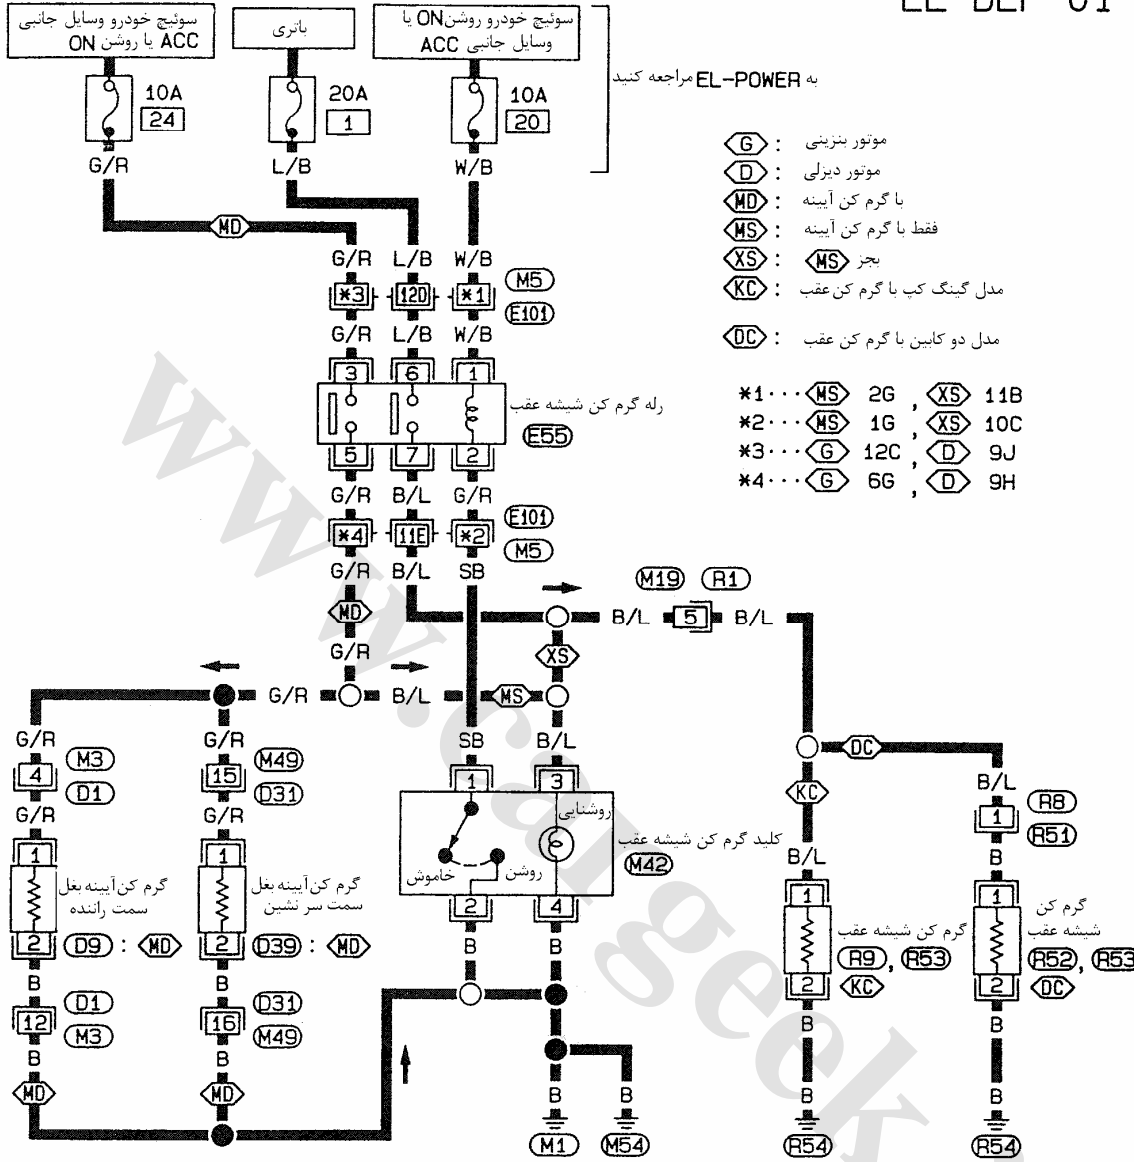 EL-DEF-01
سوئیچ خودرو وسایل جانبی
ACC یا روشن ON
باتری
سوئیچ خودرو روشنON یا
وسایل جانبی ACC
به EL-POWER مراجعه کنید
10A
24
20A
1
10A
20
G/R L/B W/B
MD
G : موتور بنزینی
D : موتور دیزلی
MD : با گرم کن آیینه
MS : فقط با گرم کن آیینه
XS : بجز MS
KC : مدل گینگ کپ با گرم کن عقب
DC : مدل دو کابین با گرم کن عقب
*1··· MS 2G , XS 11B
*2··· MS 1G , XS 10C
*3··· G 12C , D 9J
*4··· G 6G , D 9H
G/R L/B W/B
*3 12D *1 M5
E101
G/R L/B W/B
3 6 1
رله گرم کن شیشه عقب
E55
5 7 2
G/R B/L G/R
*4 11E *2 E101
M5
G/R B/L SB
MD
G/R
M19 R1
B/L 5 B/L
XS
G/R B/L MS
SB B/L
1 3
روشنایی
خاموش روشن
کلید گرم کن شیشه عقب
M42
2 4
B B
G/R G/R
4 M3
D1
15 M49
D31
G/R G/R
1 1
گرم کن آیینه بغل
سمت راننده
گرم کن آیینه بغل
سمت سر نشین
2 D9 : MD
2 D39 : MD
B B
12 D1
M3
16 D31
M49
B B
MD MD
DC
KC
B/L
1 R8
R51
B/L B
1 1
گرم کن شیشه عقب
R9 , R53
2 KC
گرم کن
شیشه عقب
R52 , R53
2 DC
B B
B B B B
M1 M54 R54 R54
www.cargeek